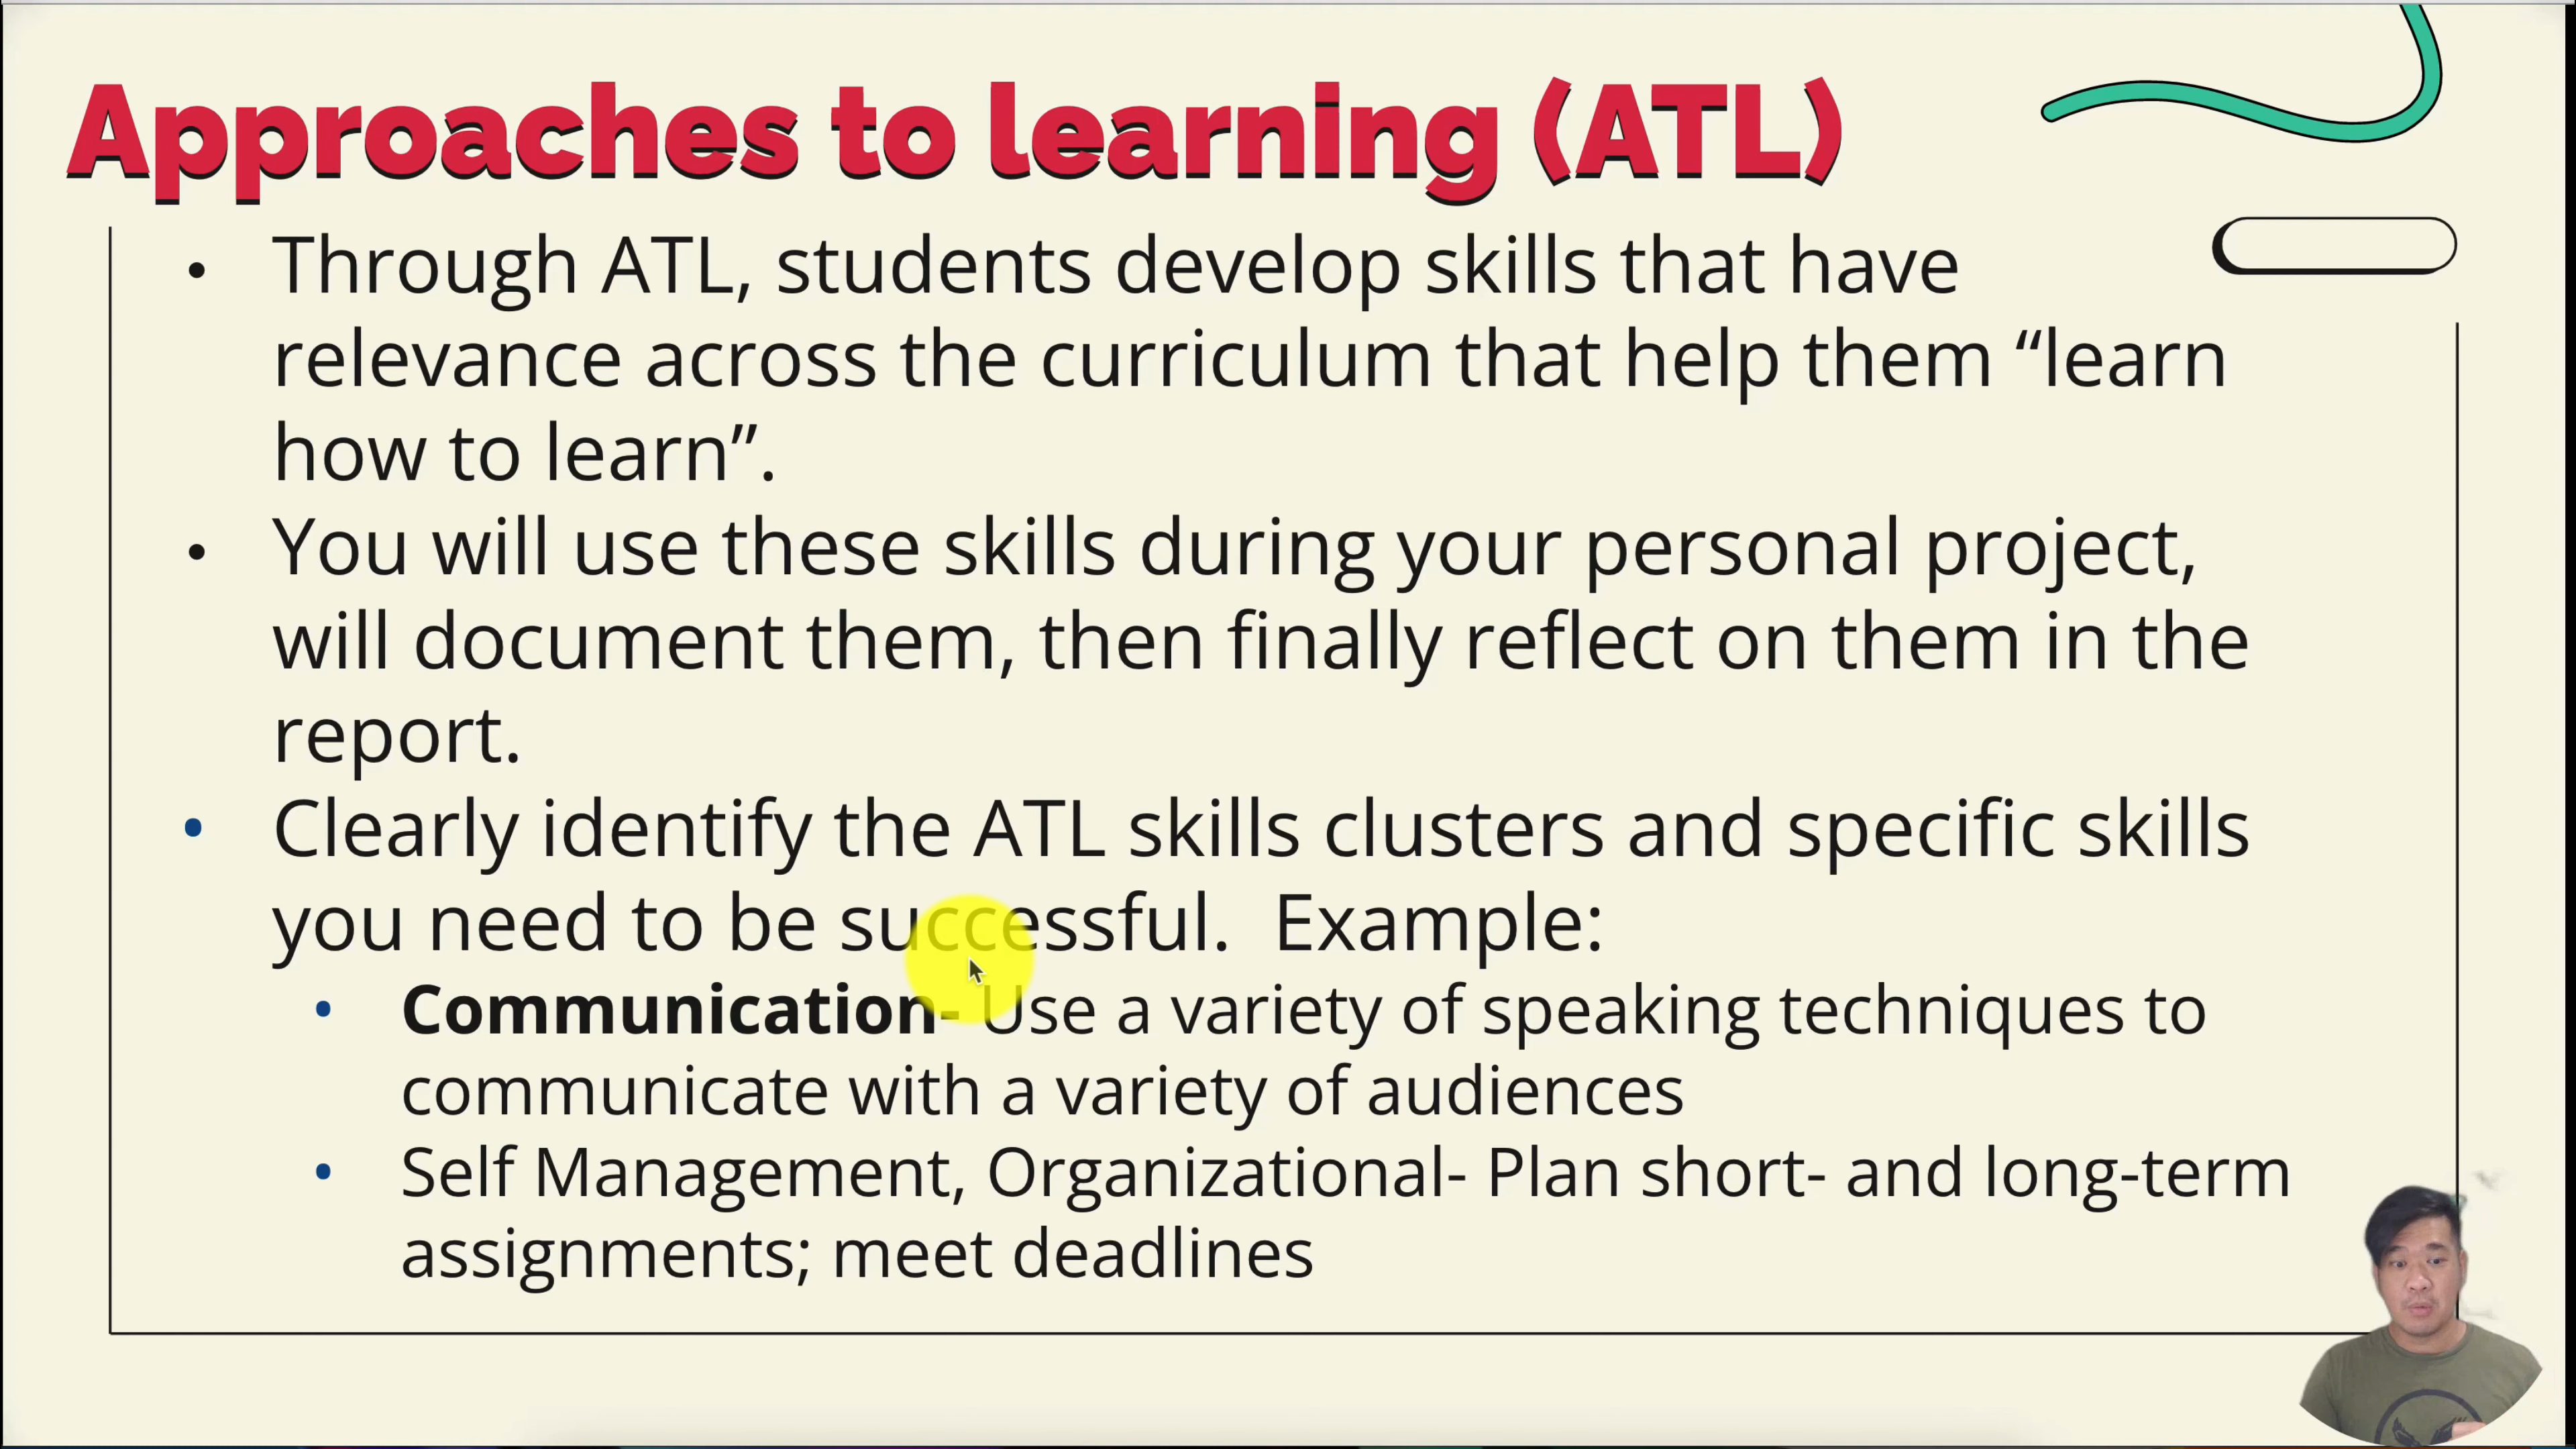 Approaches to learning (ATL)
• Through ATL, students develop skills that have
relevance across the curriculum that help them “learn
how to learn”.
• You will use these skills during your personal project,
will document them, then finally reflect on them in the
report.
• Clearly identify the ATL skills clusters and specific skills
you need to be successful.  Example:
• Communication- Use a variety of speaking techniques to
communicate with a variety of audiences
• Self Management, Organizational- Plan short- and long-term
assignments; meet deadlines